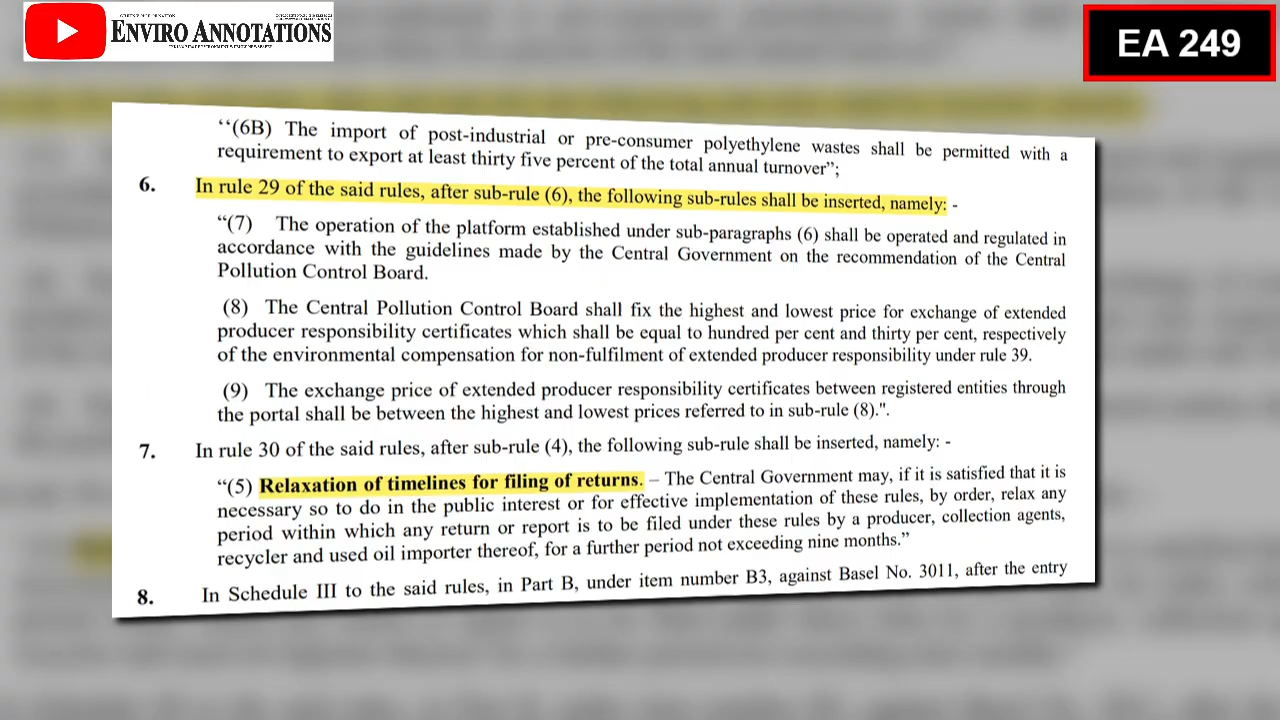 ENVIRO ANNOTATIONS
EA 249
‘‘(6B) The import of post-industrial or pre-consumer polyethylene wastes shall be permitted with a
requirement to export at least thirty five percent of the total annual turnover”;
6. In rule 29 of the said rules, after sub-rule (6), the following sub-rules shall be inserted, namely: -
“(7) The operation of the platform established under sub-paragraphs (6) shall be operated and regulated in
accordance with the guidelines made by the Central Government on the recommendation of the Central
Pollution Control Board.
(8) The Central Pollution Control Board shall fix the highest and lowest price for exchange of extended
producer responsibility certificates which shall be equal to hundred per cent and thirty per cent, respectively
of the environmental compensation for non-fulfilment of extended producer responsibility under rule 39.
(9) The exchange price of extended producer responsibility certificates between registered entities through
the portal shall be between the highest and lowest prices referred to in sub-rule (8).".
7. In rule 30 of the said rules, after sub-rule (4), the following sub-rule shall be inserted, namely: -
“(5) Relaxation of timelines for filing of returns. – The Central Government may, if it is satisfied that it is
necessary so to do in the public interest or for effective implementation of these rules, by order, relax any
period within which any return or report is to be filed under these rules by a producer, collection agents,
recycler and used oil importer thereof, for a further period not exceeding nine months.”
8. In Schedule III to the said rules, in Part B, under item number B3, against Basel No. 3011, after the entry